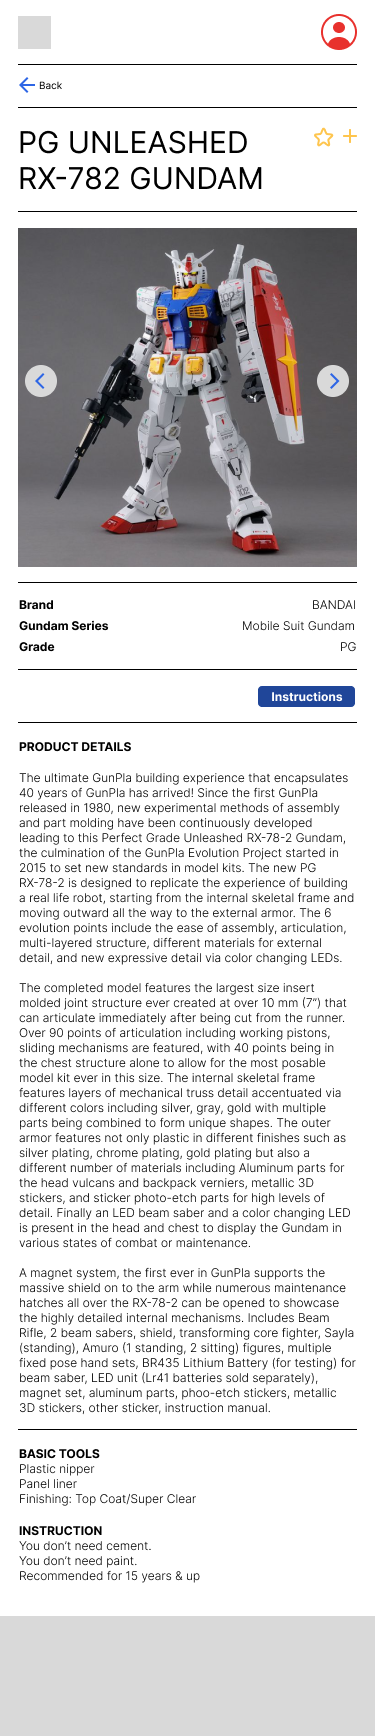 Back
PG UNLEASHED
RX-782 GUNDAM
Brand BANDAI
Gundam Series Mobile Suit Gundam
Grade PG
Instructions
PRODUCT DETAILS
The ultimate GunPla building experience that encapsulates
40 years of GunPla has arrived! Since the first GunPla
released in 1980, new experimental methods of assembly
and part molding have been continuously developed
leading to this Perfect Grade Unleashed RX-78-2 Gundam,
the culmination of the GunPla Evolution Project started in
2015 to set new standards in model kits. The new PG
RX-78-2 is designed to replicate the experience of building
a real life robot, starting from the internal skeletal frame and
moving outward all the way to the external armor. The 6
evolution points include the ease of assembly, articulation,
multi-layered structure, different materials for external
detail, and new expressive detail via color changing LEDs.
The completed model features the largest size insert
molded joint structure ever created at over 10 mm (7”) that
can articulate immediately after being cut from the runner.
Over 90 points of articulation including working pistons,
sliding mechanisms are featured, with 40 points being in
the chest structure alone to allow for the most posable
model kit ever in this size. The internal skeletal frame
features layers of mechanical truss detail accentuated via
different colors including silver, gray, gold with multiple
parts being combined to form unique shapes. The outer
armor features not only plastic in different finishes such as
silver plating, chrome plating, gold plating but also a
different number of materials including Aluminum parts for
the head vulcans and backpack verniers, metallic 3D
stickers, and sticker photo-etch parts for high levels of
detail. Finally an LED beam saber and a color changing LED
is present in the head and chest to display the Gundam in
various states of combat or maintenance.
A magnet system, the first ever in GunPla supports the
massive shield on to the arm while numerous maintenance
hatches all over the RX-78-2 can be opened to showcase
the highly detailed internal mechanisms. Includes Beam
Rifle, 2 beam sabers, shield, transforming core fighter, Sayla
(standing), Amuro (1 standing, 2 sitting) figures, multiple
fixed pose hand sets, BR435 Lithium Battery (for testing) for
beam saber, LED unit (Lr41 batteries sold separately),
magnet set, aluminum parts, phoo-etch stickers, metallic
3D stickers, other sticker, instruction manual.
BASIC TOOLS
Plastic nipper
Panel liner
Finishing: Top Coat/Super Clear
INSTRUCTION
You don’t need cement.
You don’t need paint.
Recommended for 15 years & up